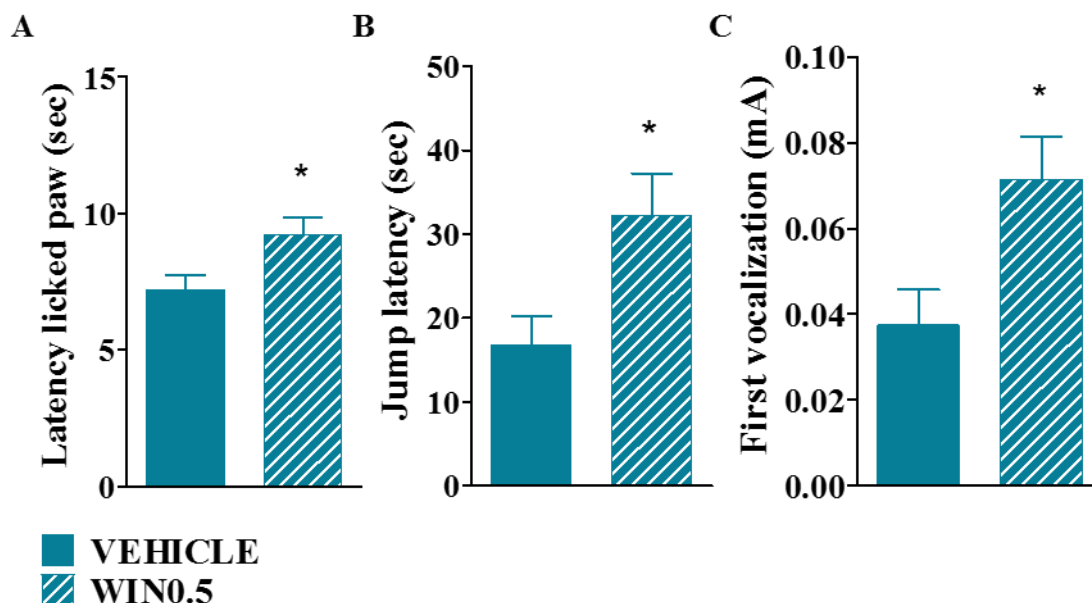 A
Latency licked paw (sec)
15
10
5
0
*
B
Jump latency (sec)
50
40
30
20
10
0
*
C
First vocalization (mA)
0.10
0.08
0.06
0.04
0.02
0.00
*
VEHICLE
WIN0.5